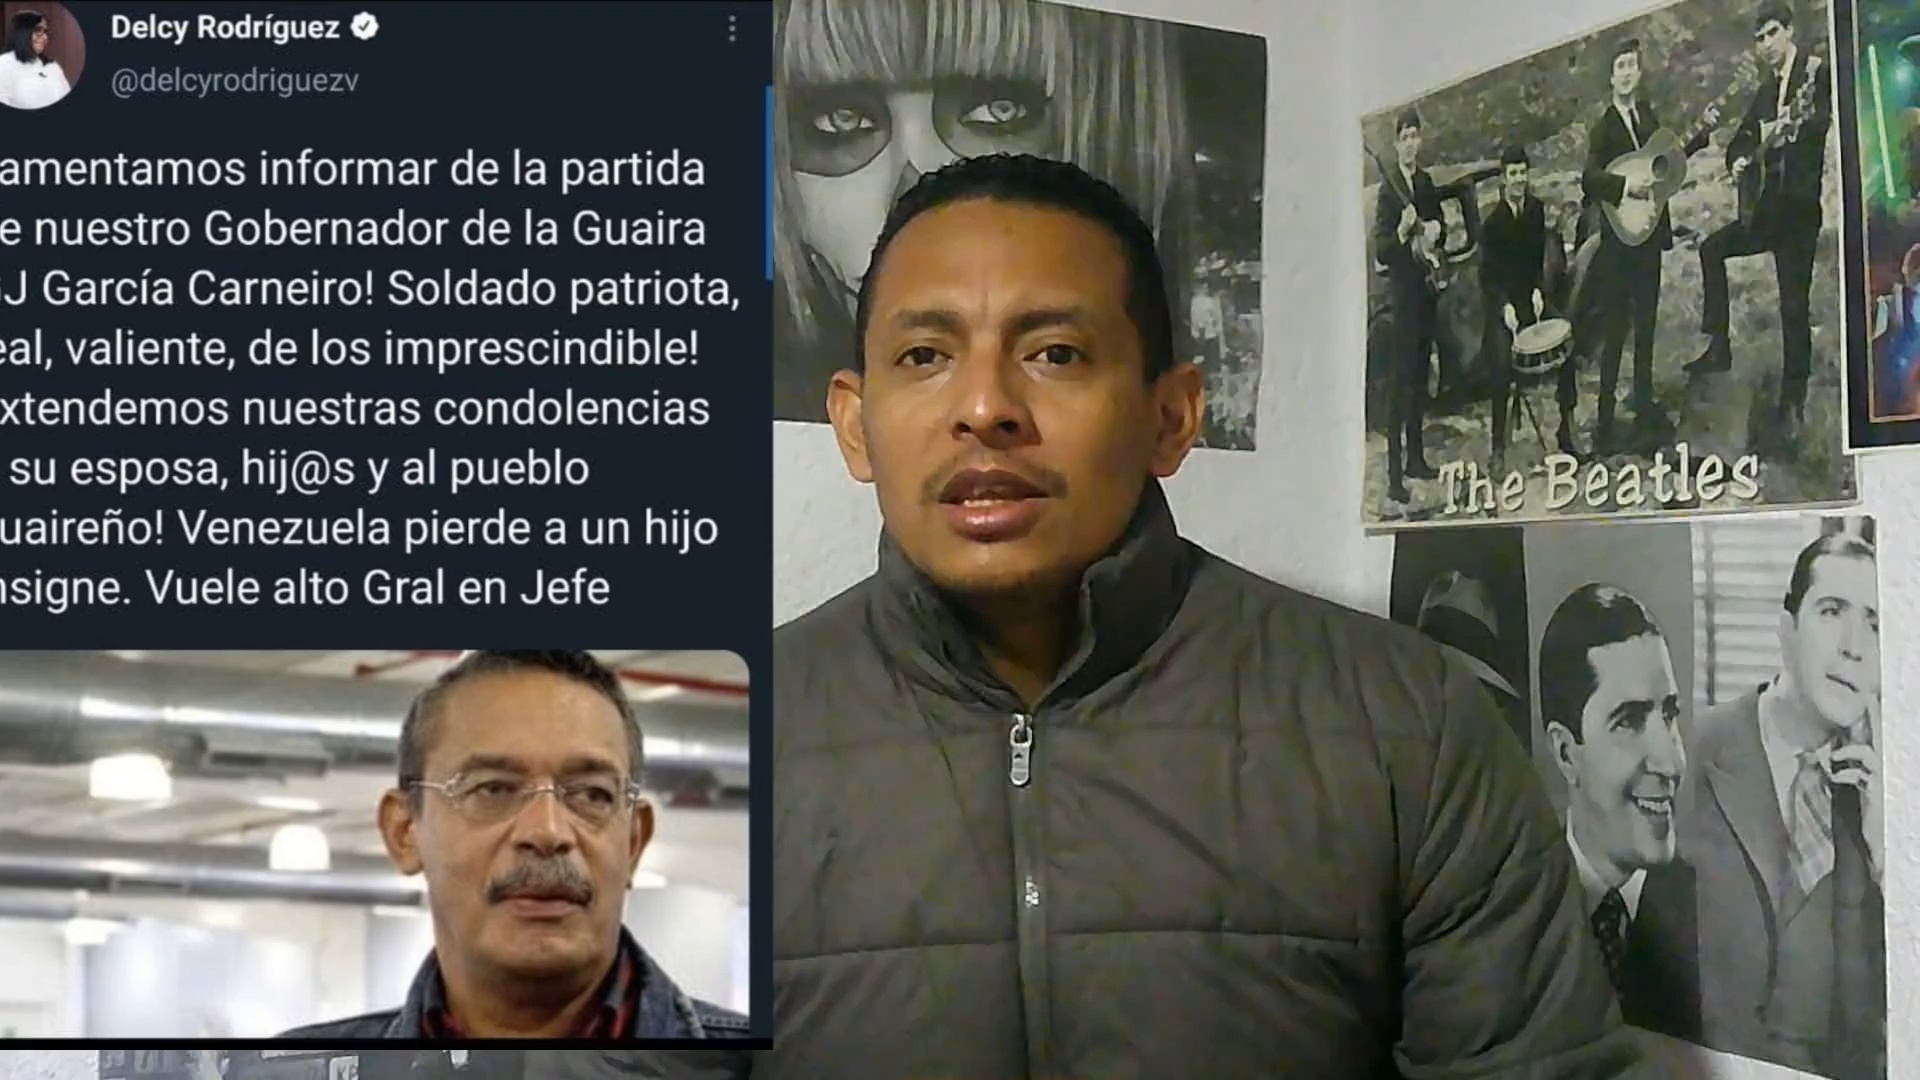 Delcy Rodríguez
@delcyrodriguezv
amentamos informar de la partida
e nuestro Gobernador de la Guaira
J García Carneiro! Soldado patriota,
eal, valiente, de los imprescindible!
xtendemos nuestras condolencias
su esposa, hij@s y al pueblo
uaireño! Venezuela pierde a un hijo
nsigne. Vuele alto Gral en Jefe
The Beatles